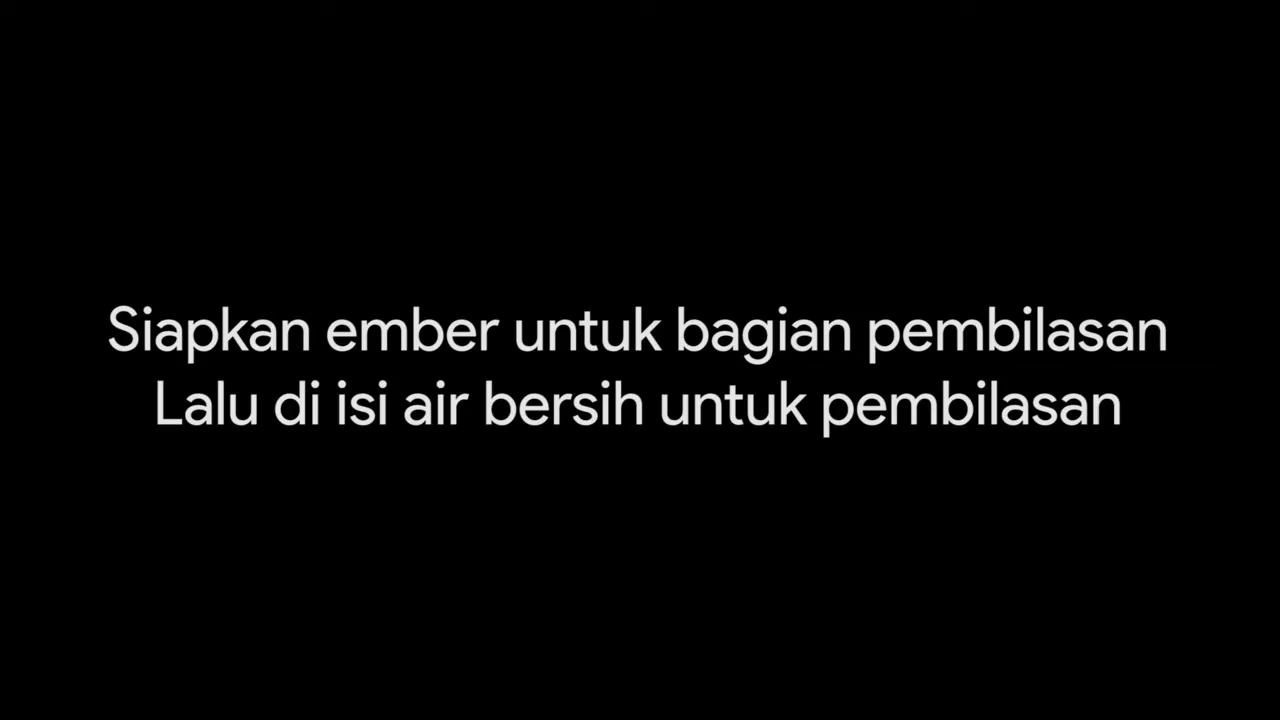 Siapkan ember untuk bagian pembilasan
Lalu di isi air bersih untuk pembilasan